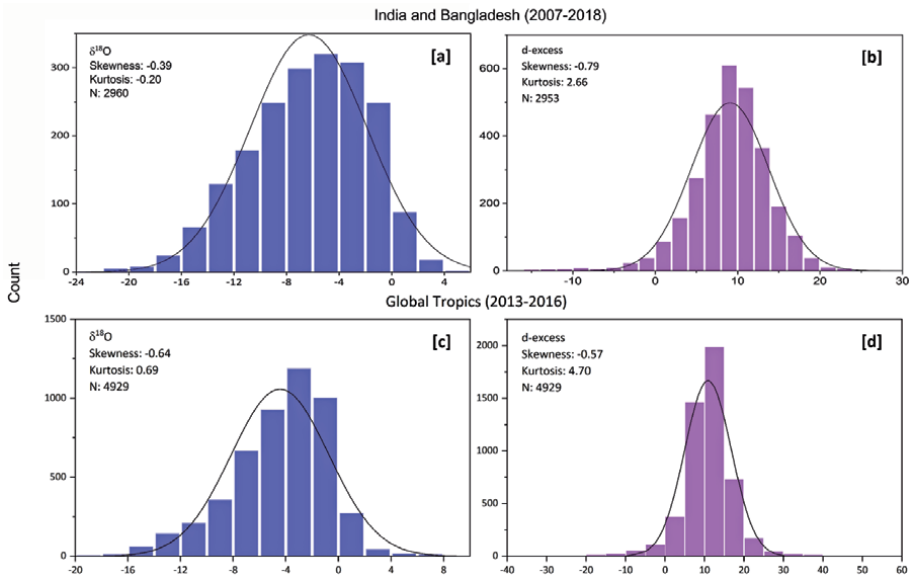 India and Bangladesh (2007-2018)
δ¹⁸O
Skewness: -0.39
Kurtosis: -0.20
N: 2960
[a]
300
200
100
0
-24
-20
-16
-12
-8
-4
0
4
d-excess
Skewness: -0.79
Kurtosis: 2.66
N: 2953
[b]
600
400
200
0
-10
0
10
20
30
Count
Global Tropics (2013-2016)
δ¹⁸O
Skewness: -0.64
Kurtosis: 0.69
N: 4929
[c]
1500
1000
500
0
-20
-16
-12
-8
-4
0
4
8
d-excess
Skewness: -0.57
Kurtosis: 4.70
N: 4929
[d]
2000
1500
1000
500
0
-40
-30
-20
-10
0
10
20
30
40
50
60